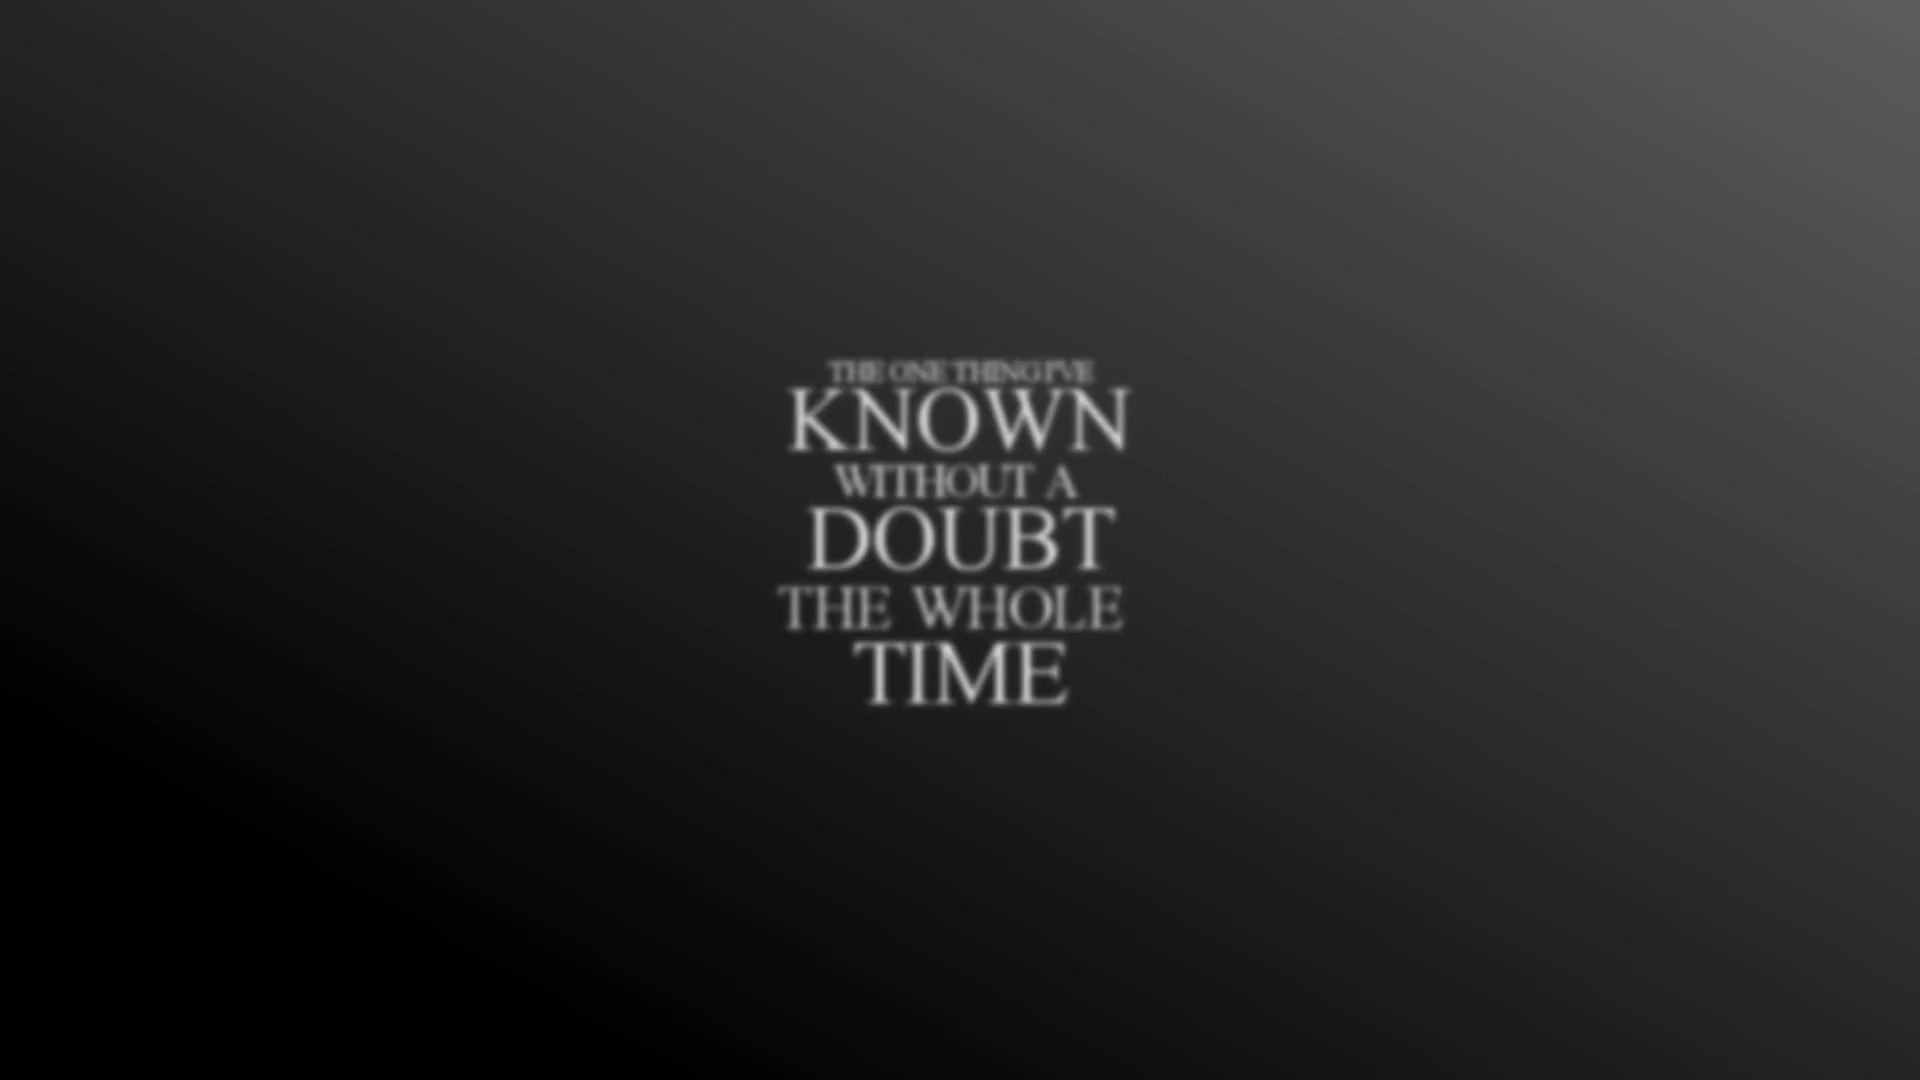 THE ONE THING I'VE
KNOWN
WITHOUT A
DOUBT
THE WHOLE
TIME